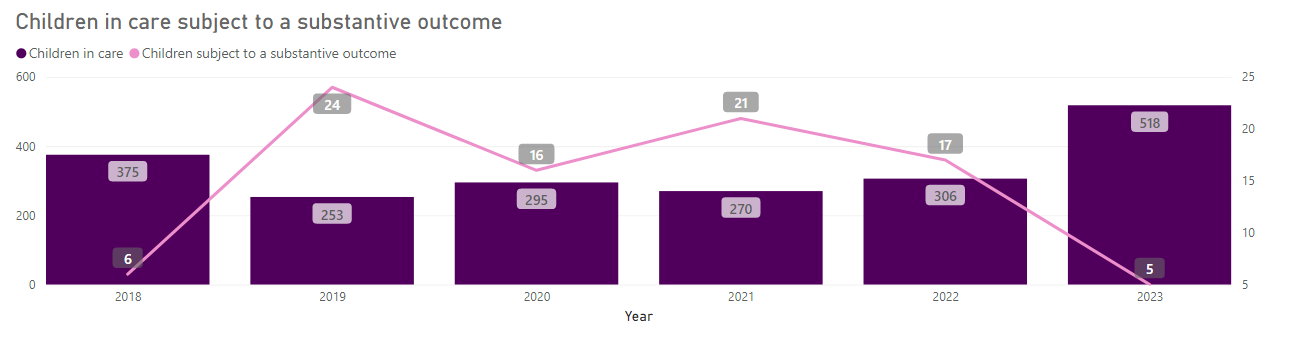 Children in care subject to a substantive outcome
Children in care Children subject to a substantive outcome
600 25
24
21
20
400 16 17 518
375
15
295 306
253 270
200
10
6 5
0 5
2018 2019 2020 2021 2022 2023
Year